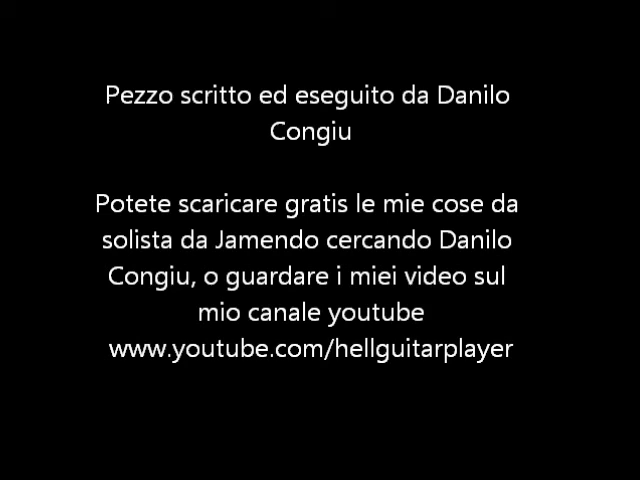 Pezzo scritto ed eseguito da Danilo
Congiu
Potete scaricare gratis le mie cose da
solista da Jamendo cercando Danilo
Congiu, o guardare i miei video sul
mio canale youtube
www.youtube.com/hellguitarplayer